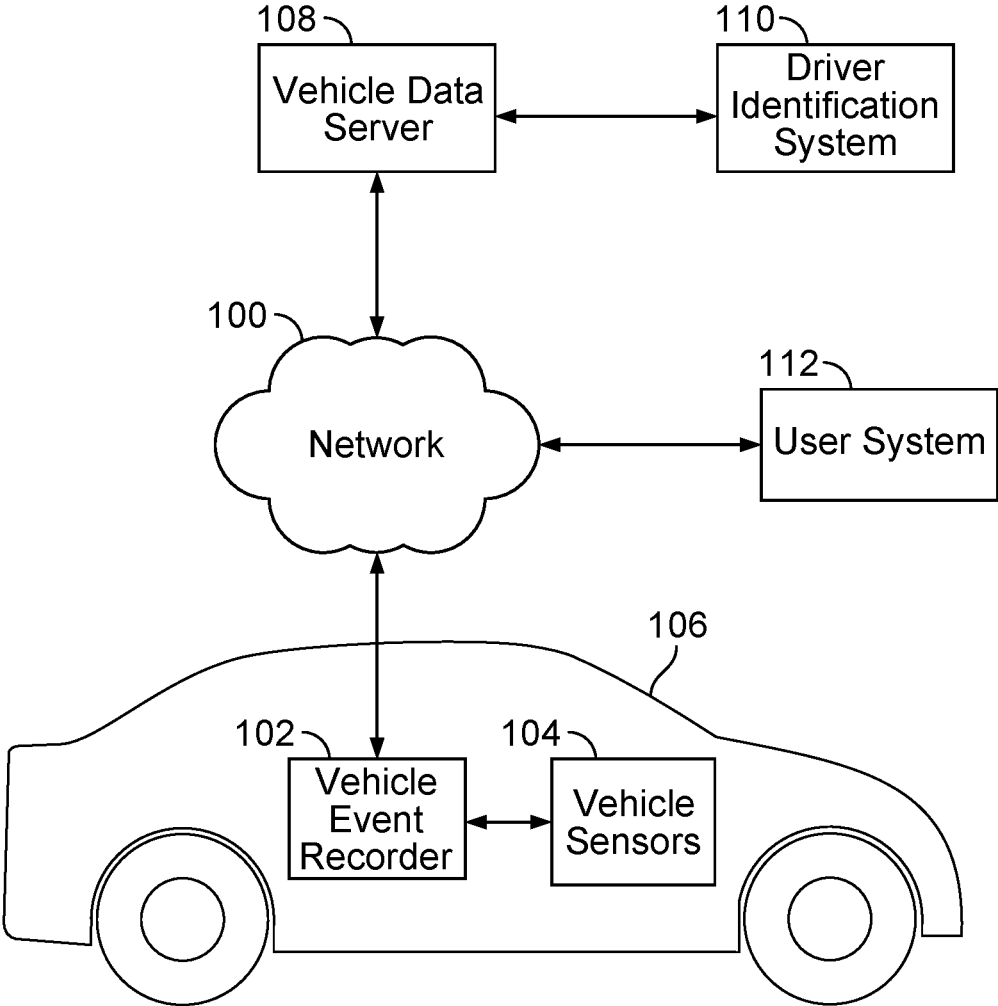 108
Vehicle Data
Server
110
Driver
Identification
System
100
Network
112
User System
106
102
Vehicle
Event
Recorder
104
Vehicle
Sensors